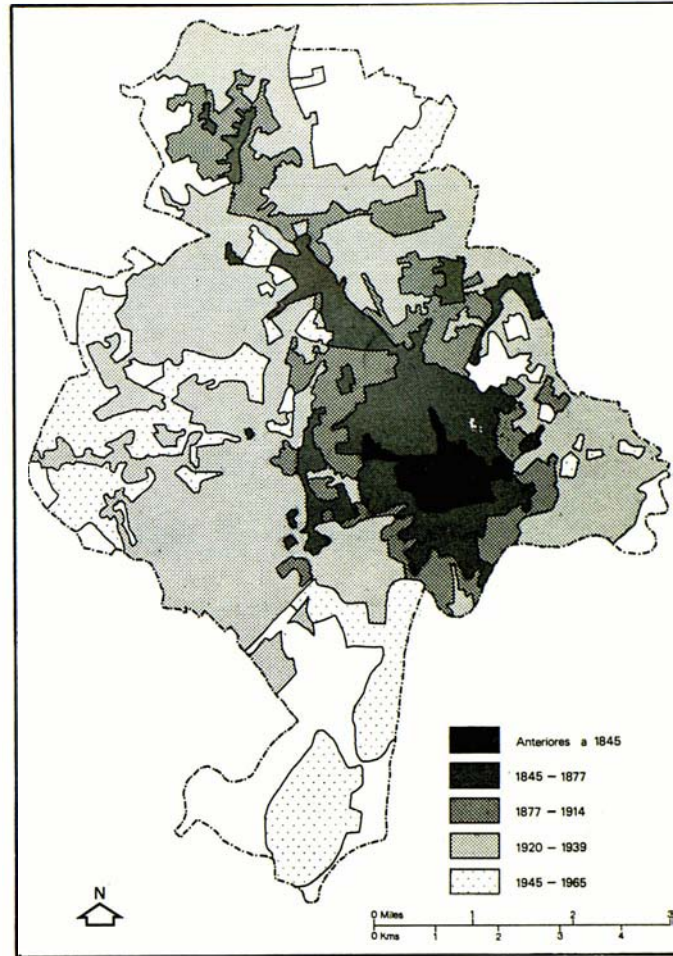 Anteriores a 1845
1845 – 1877
1877 – 1914
1920 – 1939
1945 – 1965
N
0 Miles 1 2 3
0 Kms 1 2 3 4